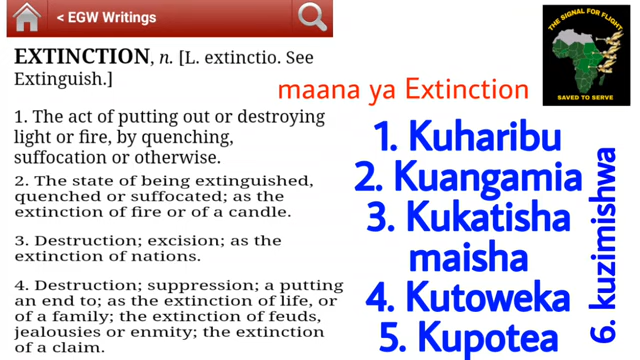 < EGW Writings
EXTINCTION, n. [L. extinctio. See
Extinguish.]
1. The act of putting out or destroying
light or fire, by quenching,
suffocation or otherwise.
2. The state of being extinguished,
quenched or suffocated; as the
extinction of fire or of a candle.
3. Destruction; excision; as the
extinction of nations.
4. Destruction; suppression; a putting
an end to; as the extinction of life, or
of a family; the extinction of feuds,
jealousies or enmity; the extinction
of a claim.
maana ya Extinction
THE SIGNAL FOR FLIGHT
SAVED TO SERVE
1. Kuharibu
2. Kuangamia
3. Kukatisha
maisha
4. Kutoweka
5. Kupotea
6. kuzimishwa